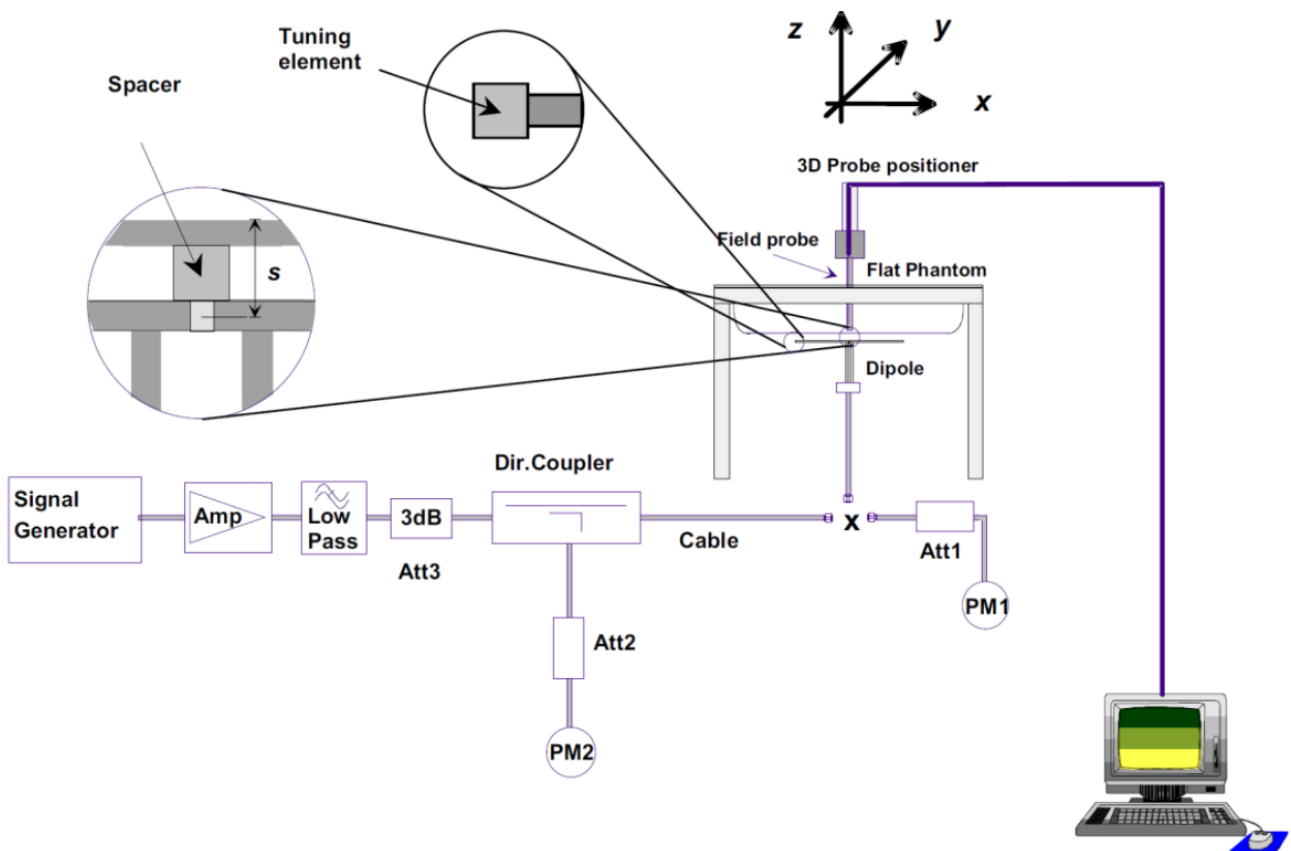 Tuning
element
Spacer
z
y
x
3D Probe positioner
Field probe
Flat Phantom
s
Dipole
Dir.Coupler
Signal
Generator
Amp
Low
Pass
3dB
Att3
Cable
x
Att1
PM1
Att2
PM2